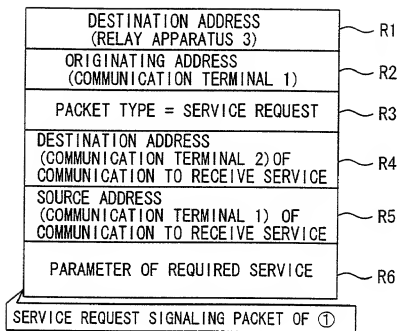 DESTINATION ADDRESS
(RELAY APPARATUS 3)
R1
ORIGINATING ADDRESS
(COMMUNICATION TERMINAL 1)
R2
PACKET TYPE = SERVICE REQUEST
R3
DESTINATION ADDRESS
(COMMUNICATION TERMINAL 2)OF
COMMUNICATION TO RECEIVE SERVICE
R4
SOURCE ADDRESS
(COMMUNICATION TERMINAL 1) OF
COMMUNICATION TO RECEIVE SERVICE
R5
PARAMETER OF REQUIRED SERVICE
R6
SERVICE REQUEST SIGNALING PACKET OF ①